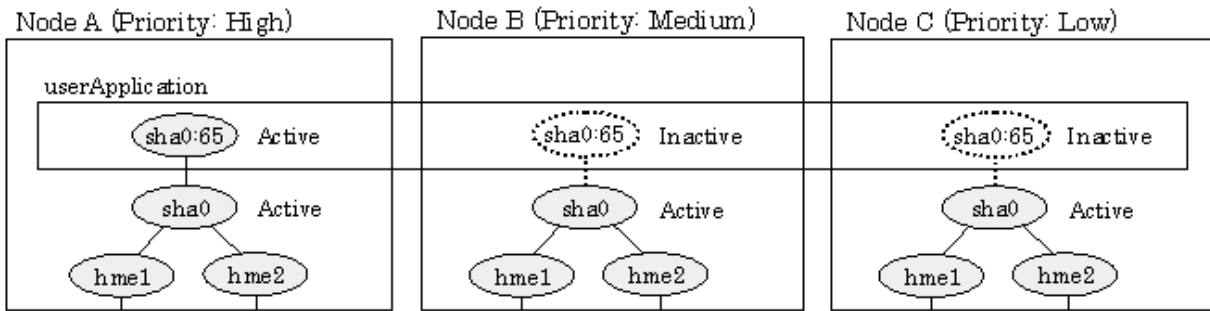 Node A (Priority: High)
Node B (Priority: Medium)
Node C (Priority: Low)
userApplication
sha0:65 Active
sha0:65 Inactive
sha0:65 Inactive
sha0 Active
sha0 Active
sha0 Active
hme1 hme2
hme1 hme2
hme1 hme2